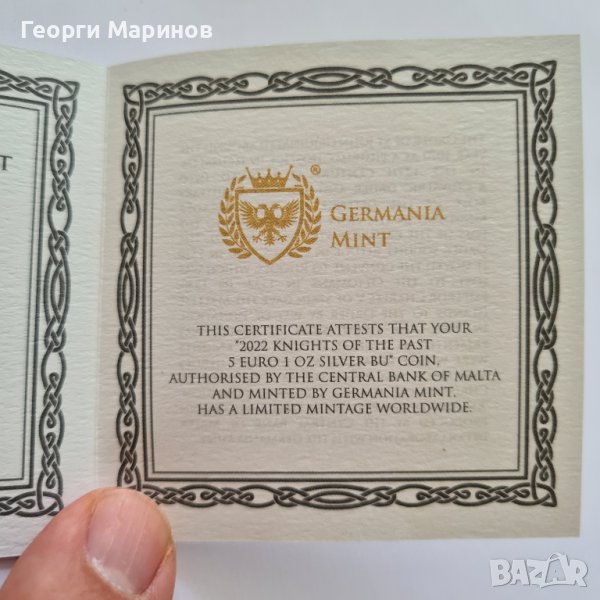 Георги Маринов
T
®
GERMANIA
MINT
THIS CERTIFICATE ATTESTS THAT YOUR
"2022 KNIGHTS OF THE PAST
5 EURO 1 OZ SILVER BU" COIN,
AUTHORISED BY THE CENTRAL BANK OF MALTA
AND MINTED BY GERMANIA MINT,
HAS A LIMITED MINTAGE WORLDWIDE.
BAZAR